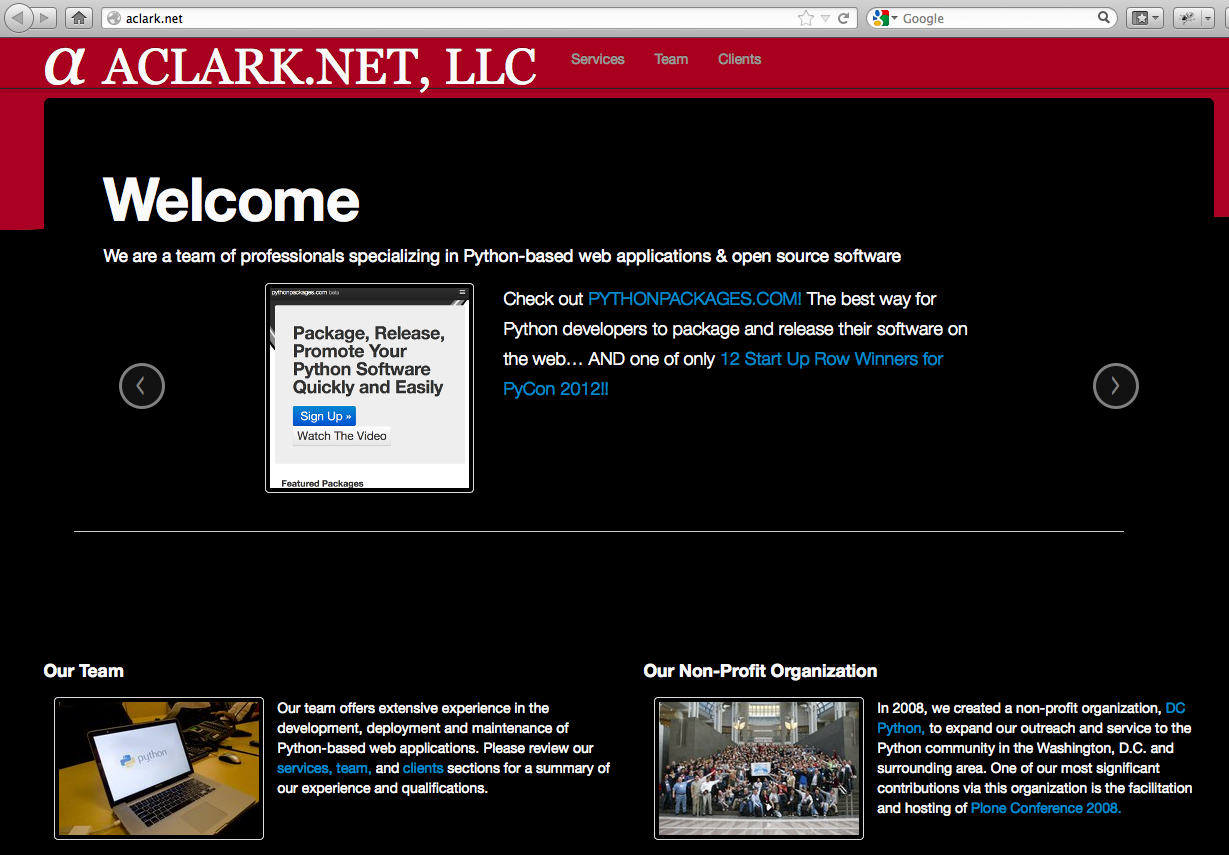 aclark.net
Google
α ACLARK.NET, LLC
Services
Team
Clients
Welcome
We are a team of professionals specializing in Python-based web applications & open source software
pythonpackages.com beta
Package, Release,
Promote Your
Python Software
Quickly and Easily
Sign Up »
Watch The Video
Featured Packages
Check out PYTHONPACKAGES.COM! The best way for
Python developers to package and release their software on
the web... AND one of only 12 Start Up Row Winners for
PyCon 2012!!
Our Team
python
Our team offers extensive experience in the
development, deployment and maintenance of
Python-based web applications. Please review our
services, team, and clients sections for a summary of
our experience and qualifications.
Our Non-Profit Organization
In 2008, we created a non-profit organization, DC
Python, to expand our outreach and service to the
Python community in the Washington, D.C. and
surrounding area. One of our most significant
contributions via this organization is the facilitation
and hosting of Plone Conference 2008.